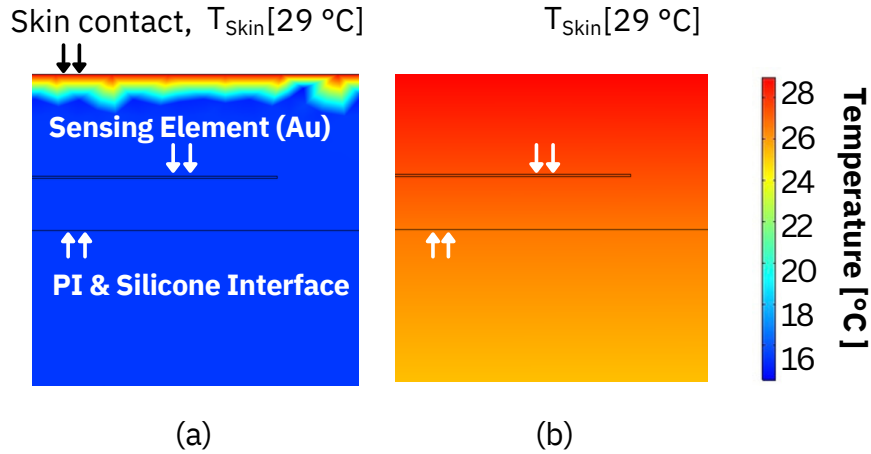 Skin contact, T_Skin[29 °C]
T_Skin[29 °C]
Sensing Element (Au)
PI & Silicone Interface
28
26
24
22
20
18
16
Temperature [°C ]
(a)
(b)